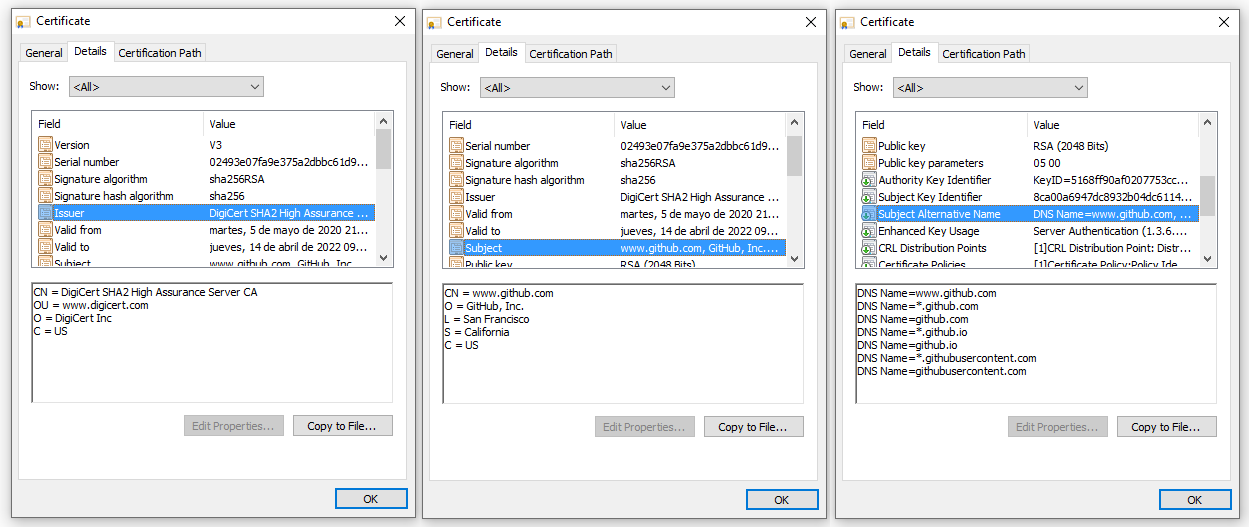 Certificate
General Details Certification Path
Show: <All>
Field Value
Version V3
Serial number 02493e07fa9e375a2dbbc61d9...
Signature algorithm sha256RSA
Signature hash algorithm sha256
Issuer DigiCert SHA2 High Assurance ...
Valid from martes, 5 de mayo de 2020 21...
Valid to jueves, 14 de abril de 2022 09...
Subject www.github.com, GitHub, Inc....
CN = DigiCert SHA2 High Assurance Server CA
OU = www.digicert.com
O = DigiCert Inc
C = US
Edit Properties... Copy to File...
OK
Certificate
General Details Certification Path
Show: <All>
Field Value
Serial number 02493e07fa9e375a2dbbc61d9...
Signature algorithm sha256RSA
Signature hash algorithm sha256
Issuer DigiCert SHA2 High Assurance ...
Valid from martes, 5 de mayo de 2020 21...
Valid to jueves, 14 de abril de 2022 09...
Subject www.github.com, GitHub, Inc....
Public key RSA (2048 Bits)
CN = www.github.com
O = GitHub, Inc.
L = San Francisco
S = California
C = US
Edit Properties... Copy to File...
OK
Certificate
General Details Certification Path
Show: <All>
Field Value
Public key RSA (2048 Bits)
Public key parameters 05 00
Authority Key Identifier KeyID=5168ff90af0207753cc...
Subject Key Identifier 8ca00a6947dc8932b04dc6114...
Subject Alternative Name DNS Name=www.github.com, ...
Enhanced Key Usage Server Authentication (1.3.6....
CRL Distribution Points [1]CRL Distribution Point: Distr...
Certificate Policies [1]Certificate Policy:Policy Ide...
DNS Name=www.github.com
DNS Name=*.github.com
DNS Name=github.com
DNS Name=*.github.io
DNS Name=github.io
DNS Name=*.githubusercontent.com
DNS Name=githubusercontent.com
Edit Properties... Copy to File...
OK